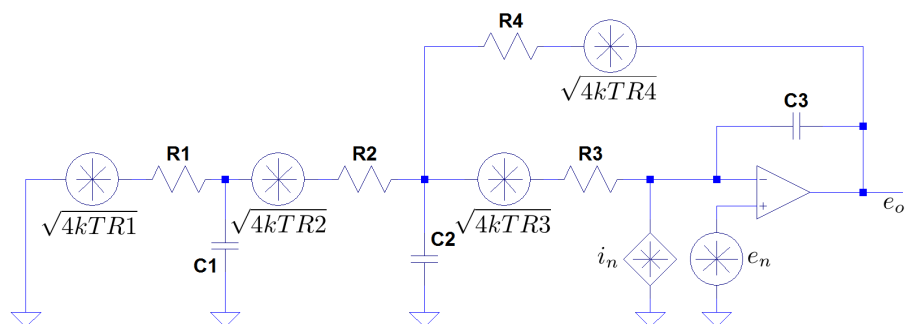 R4
√4kTR4
C3
R1
R2
R3
√4kTR1
√4kTR2
√4kTR3
C1
C2
i_n
e_n
e_o
−
+